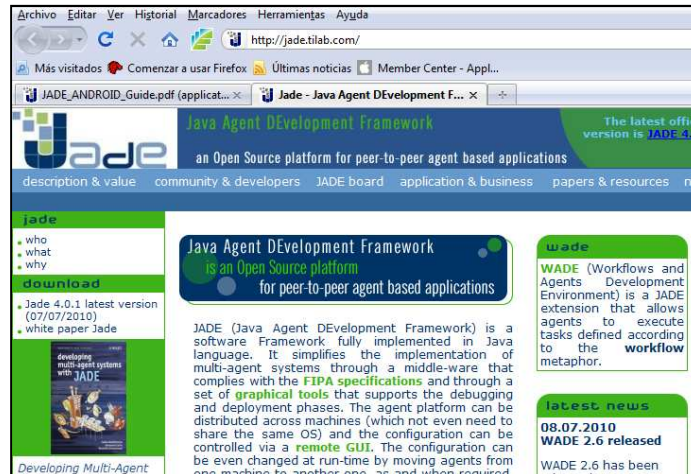 Archivo Editar Ver Historial Marcadores Herramientas Ayuda
http://jade.tilab.com/
Más visitados Comenzar a usar Firefox Últimas noticias Member Center - Appl...
JADE_ANDROID_Guide.pdf (applicat... Jade - Java Agent DEvelopment F...
Jade
Java Agent DEvelopment Framework
an Open Source platform for peer-to-peer agent based applications
The latest offi
version is JADE 4.
description & value community & developers JADE board application & business papers & resources
jade
who
what
why
download
Jade 4.0.1 latest version
(07/07/2010)
white paper Jade
developing
multi-agent systems
with JADE
Developing Multi-Agent
Java Agent DEvelopment Framework
is an Open Source platform
for peer-to-peer agent based applications
JADE (Java Agent DEvelopment Framework) is a
software Framework fully implemented in Java
language. It simplifies the implementation of
multi-agent systems through a middle-ware that
complies with the FIPA specifications and through a
set of graphical tools that supports the debugging
and deployment phases. The agent platform can be
distributed across machines (which not even need to
share the same OS) and the configuration can be
controlled via a remote GUI. The configuration can
be even changed at run-time by moving agents from
one machine to another one, as and when required.
wade
WADE (Workflows and
Agents Development
Environment) is a JADE
extension that allows
agents to execute
tasks defined according
to the workflow
metaphor.
latest news
08.07.2010
WADE 2.6 released
WADE 2.6 has been